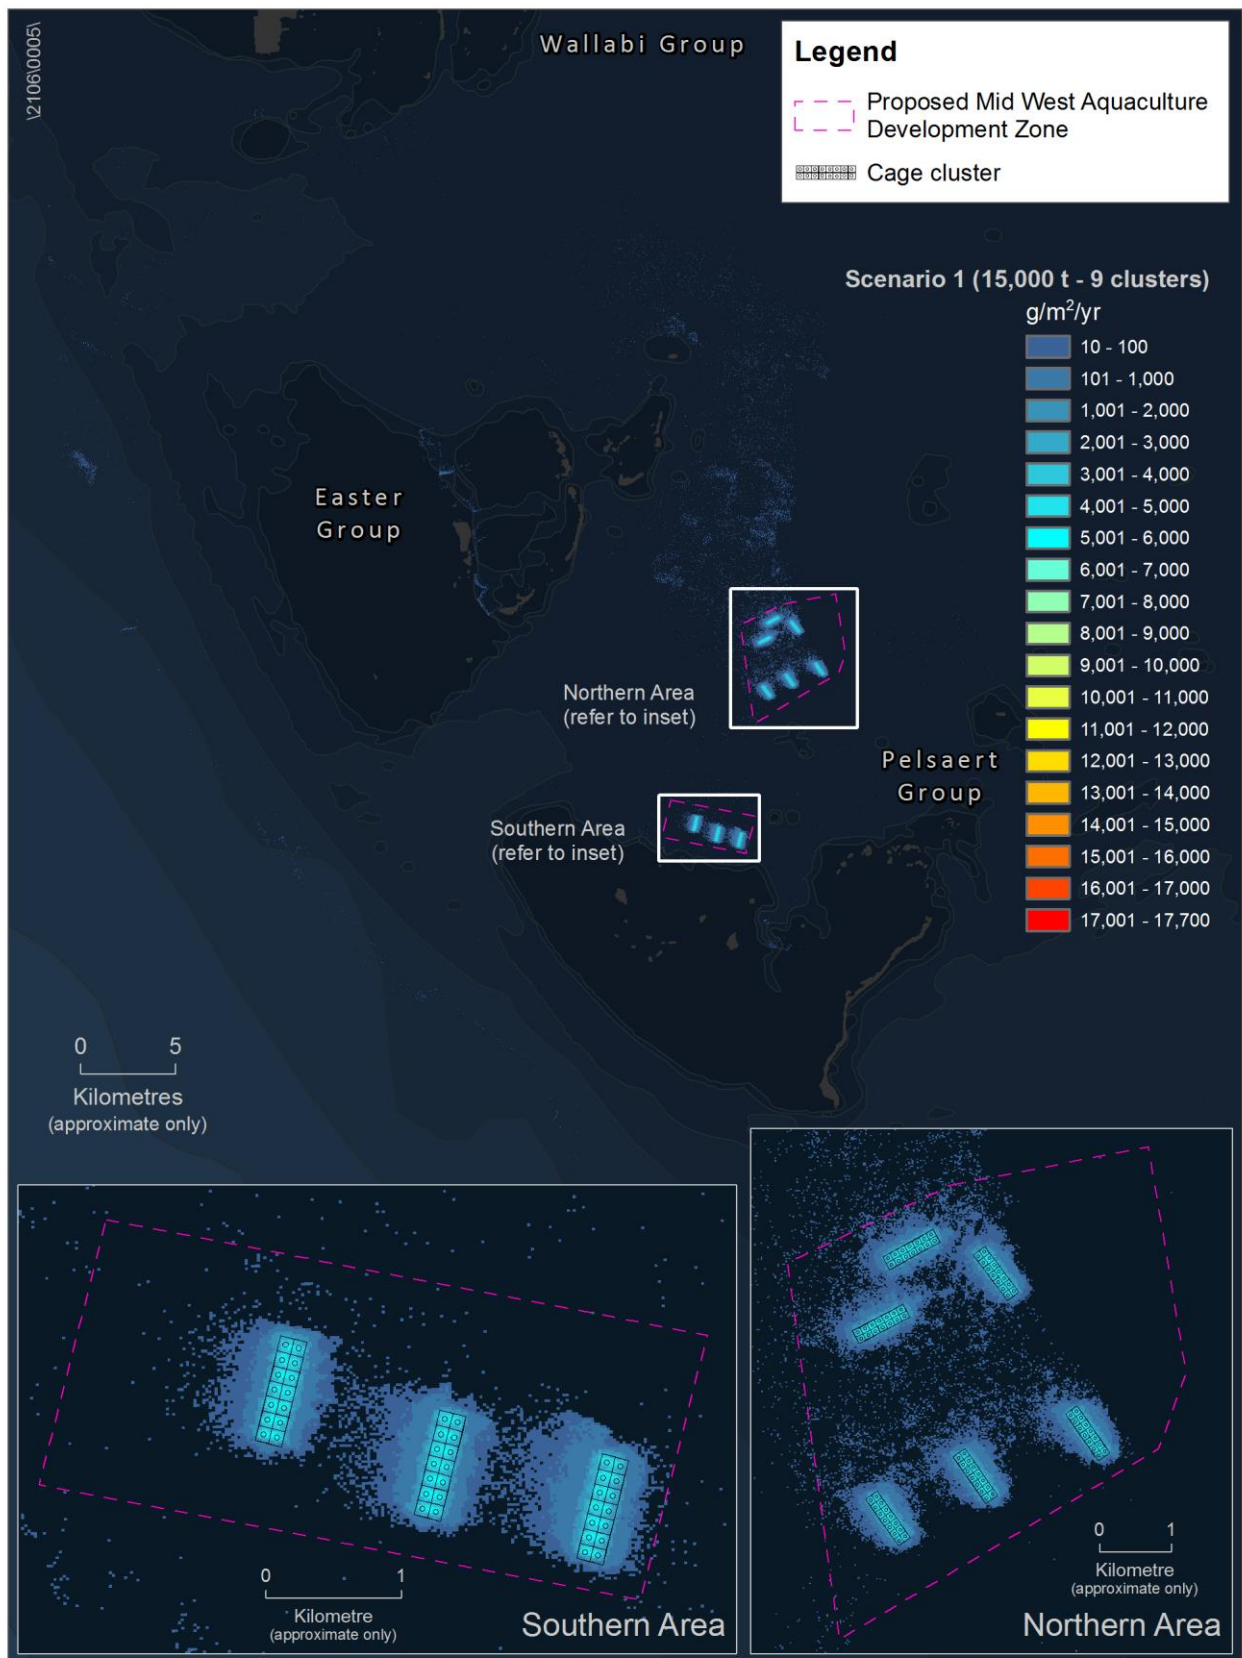 \2106\0005\
Wallabi Group
Legend
Proposed Mid West Aquaculture
Development Zone
Cage cluster
Scenario 1 (15,000 t - 9 clusters)
g/m²/yr
10 - 100
101 - 1,000
1,001 - 2,000
2,001 - 3,000
3,001 - 4,000
4,001 - 5,000
5,001 - 6,000
6,001 - 7,000
7,001 - 8,000
8,001 - 9,000
9,001 - 10,000
10,001 - 11,000
11,001 - 12,000
12,001 - 13,000
13,001 - 14,000
14,001 - 15,000
15,001 - 16,000
16,001 - 17,000
17,001 - 17,700
Easter
Group
Northern Area
(refer to inset)
Pelsaert
Group
Southern Area
(refer to inset)
0 5
Kilometres
(approximate only)
0 1
Kilometre
(approximate only)
Southern Area
0 1
Kilometre
(approximate only)
Northern Area